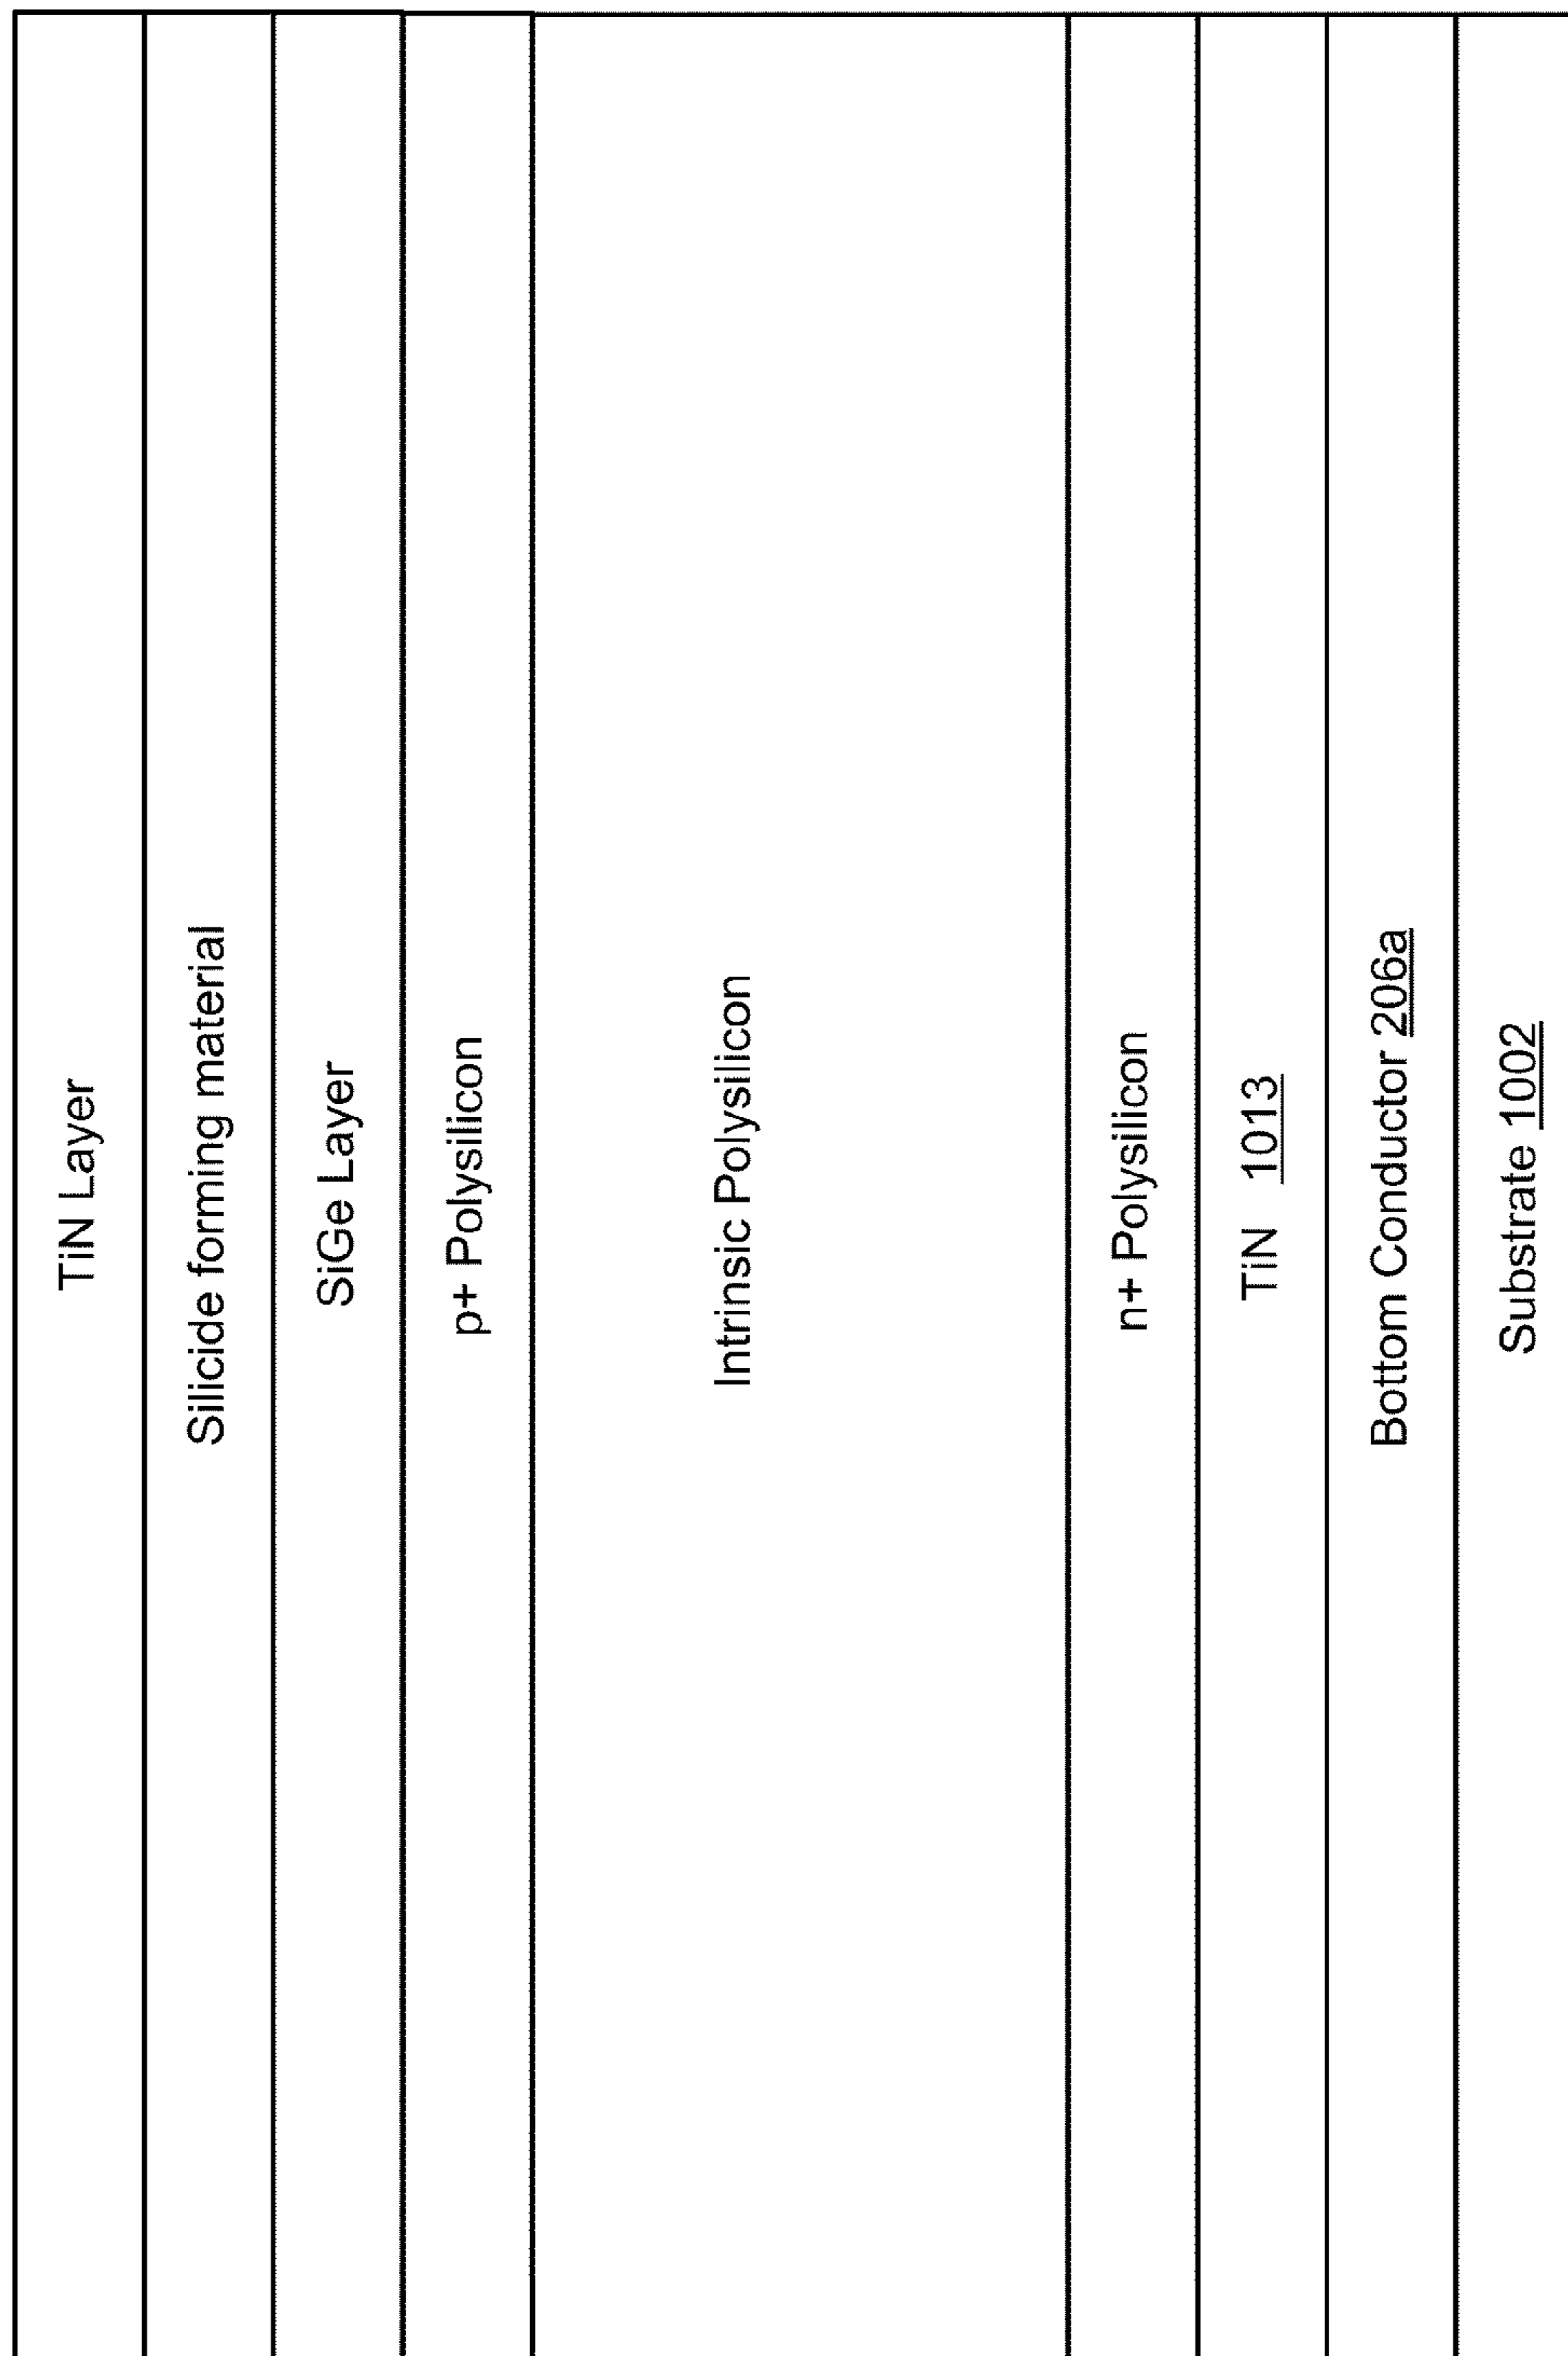 TiN Layer
Silicide forming material
SiGe Layer
p+ Polysilicon
Intrinsic Polysilicon
n+ Polysilicon
TiN 1013
Bottom Conductor 206a
Substrate 1002